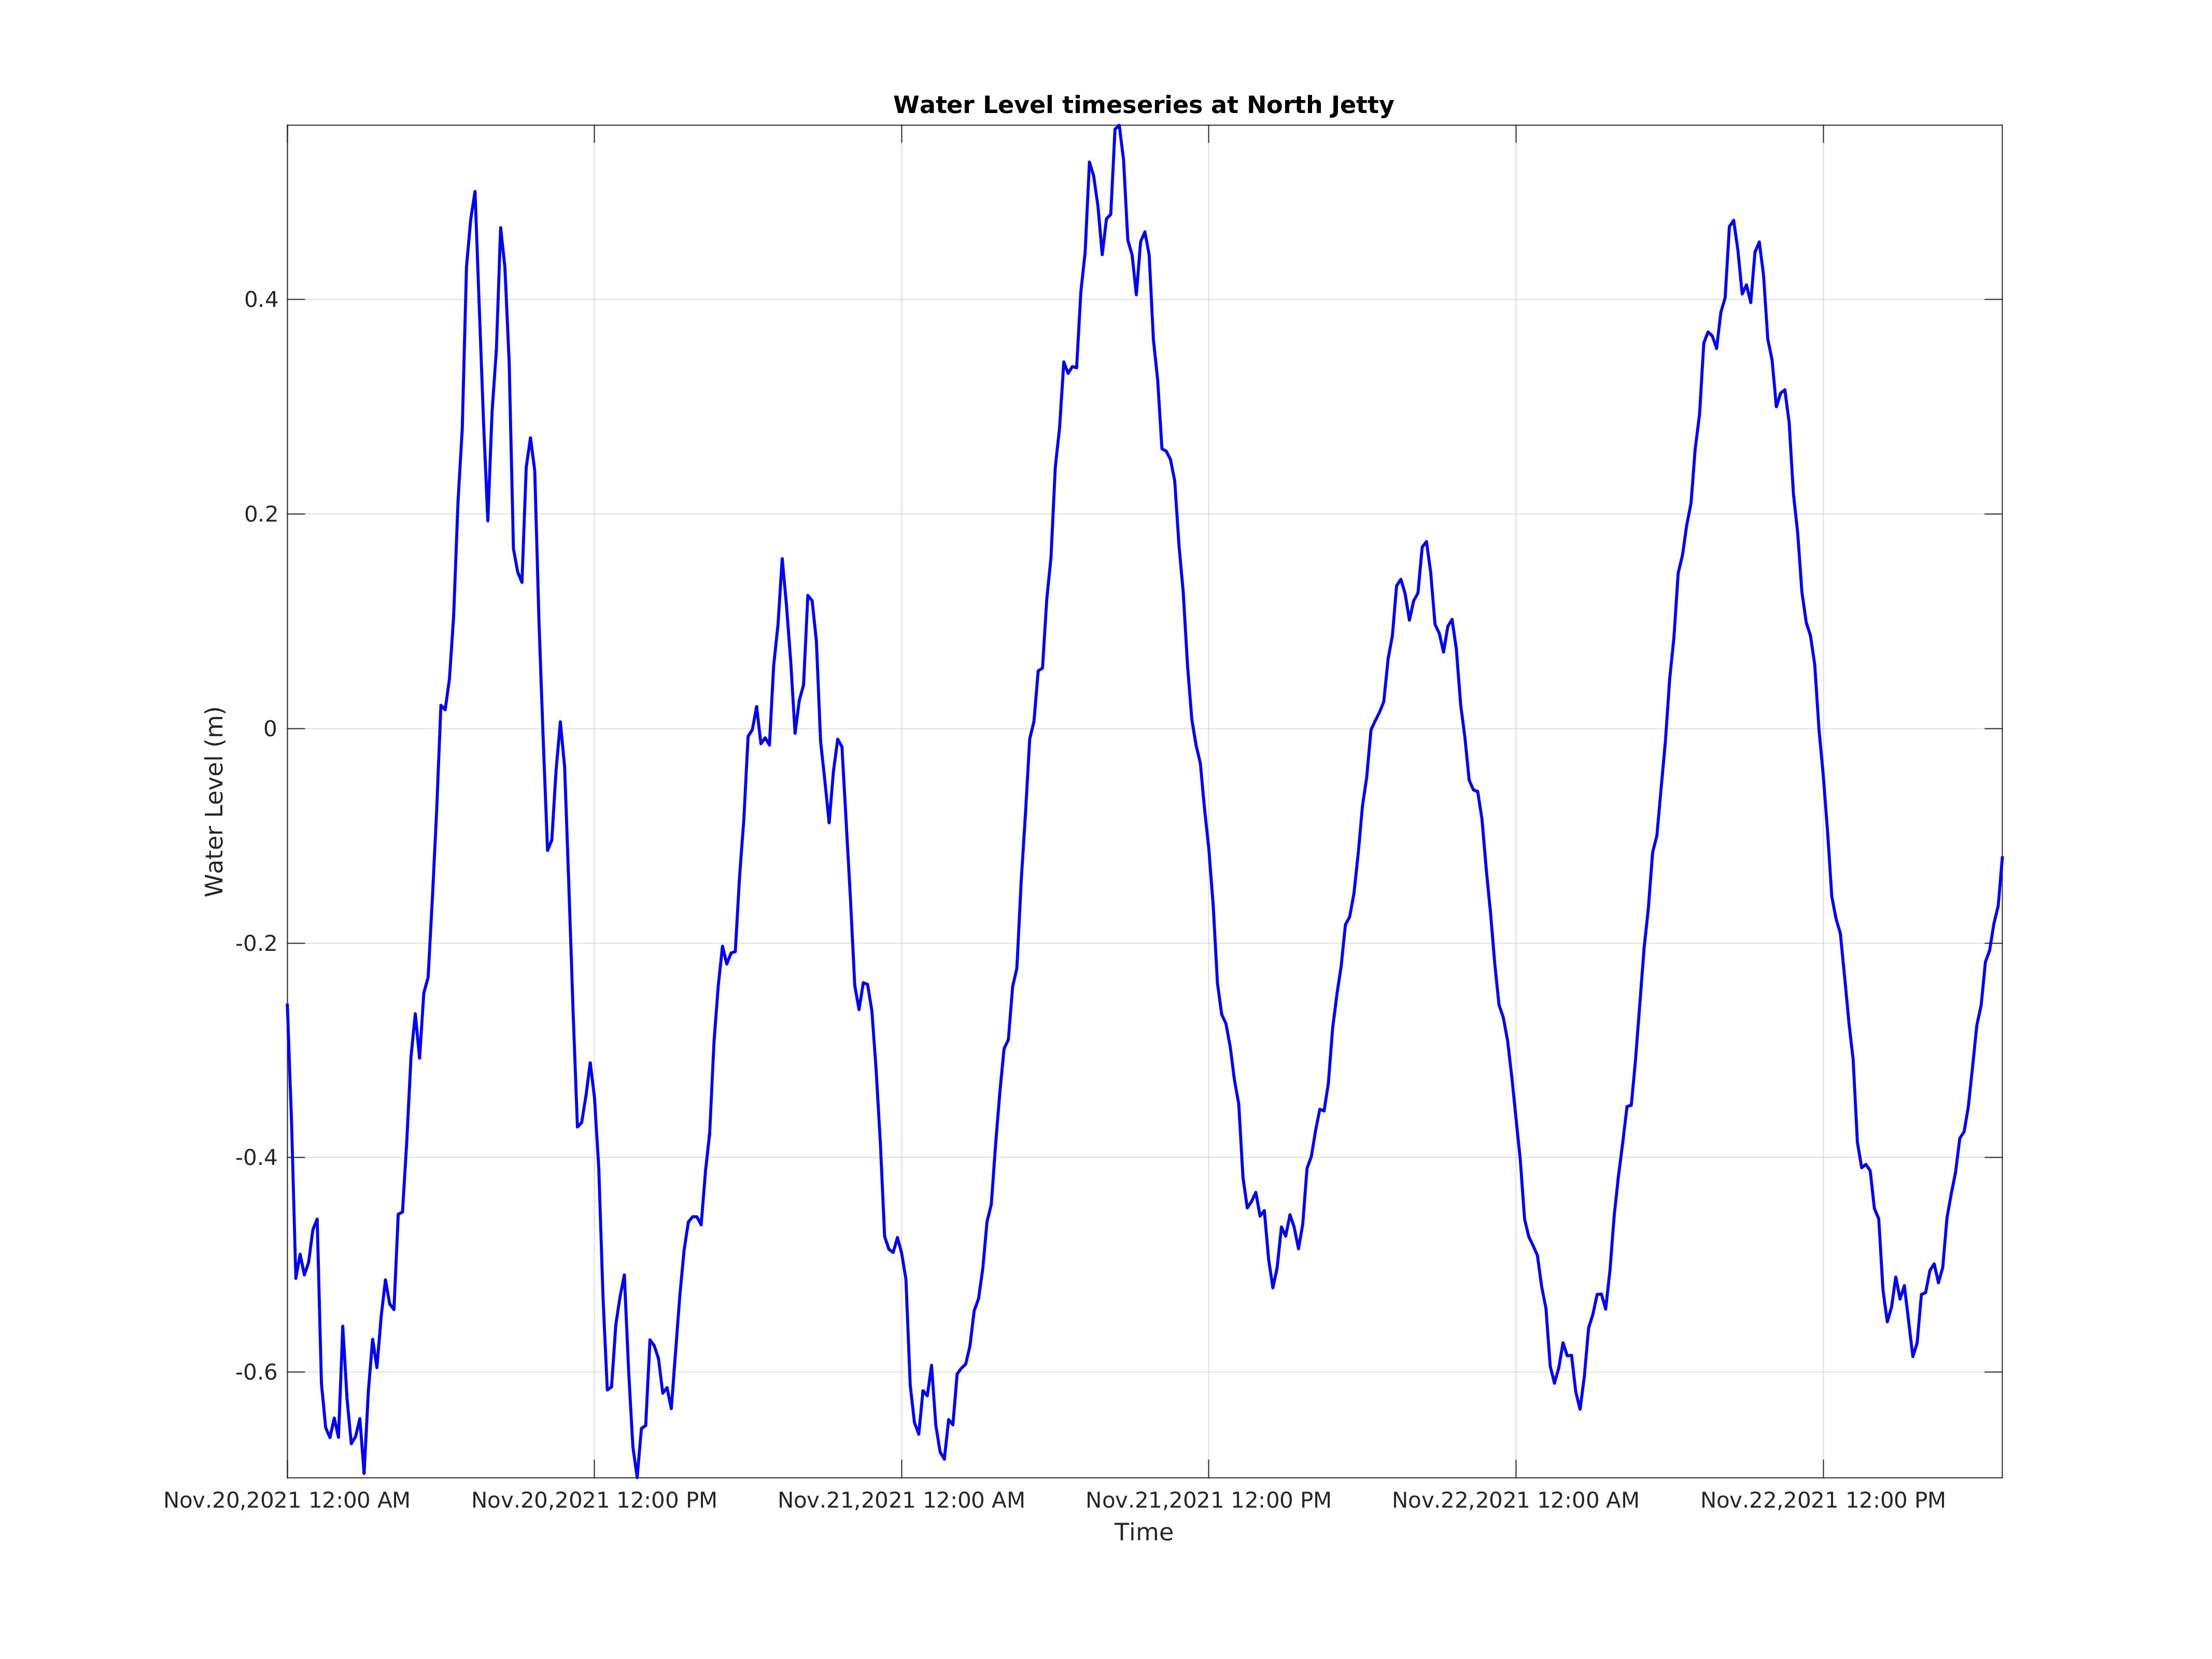 Water Level timeseries at North Jetty
0.4
0.2
0
-0.2
-0.4
-0.6
Water Level (m)
Nov.20,2021 12:00 AM Nov.20,2021 12:00 PM Nov.21,2021 12:00 AM Nov.21,2021 12:00 PM Nov.22,2021 12:00 AM Nov.22,2021 12:00 PM
Time